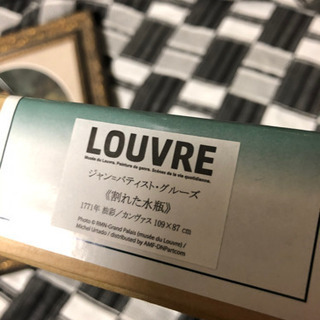 LOUVRE
Musée du Louvre. Peinture de genre. Scènes de la vie quotidienne.
ジャン=バティスト・グルーズ
《割れた水瓶》
1771年 油彩／カンヴァス 109×87 cm
Photo © RMN-Grand Palais (musée du Louvre) /
Michel Urtado / distributed by AMF-DNPartcom